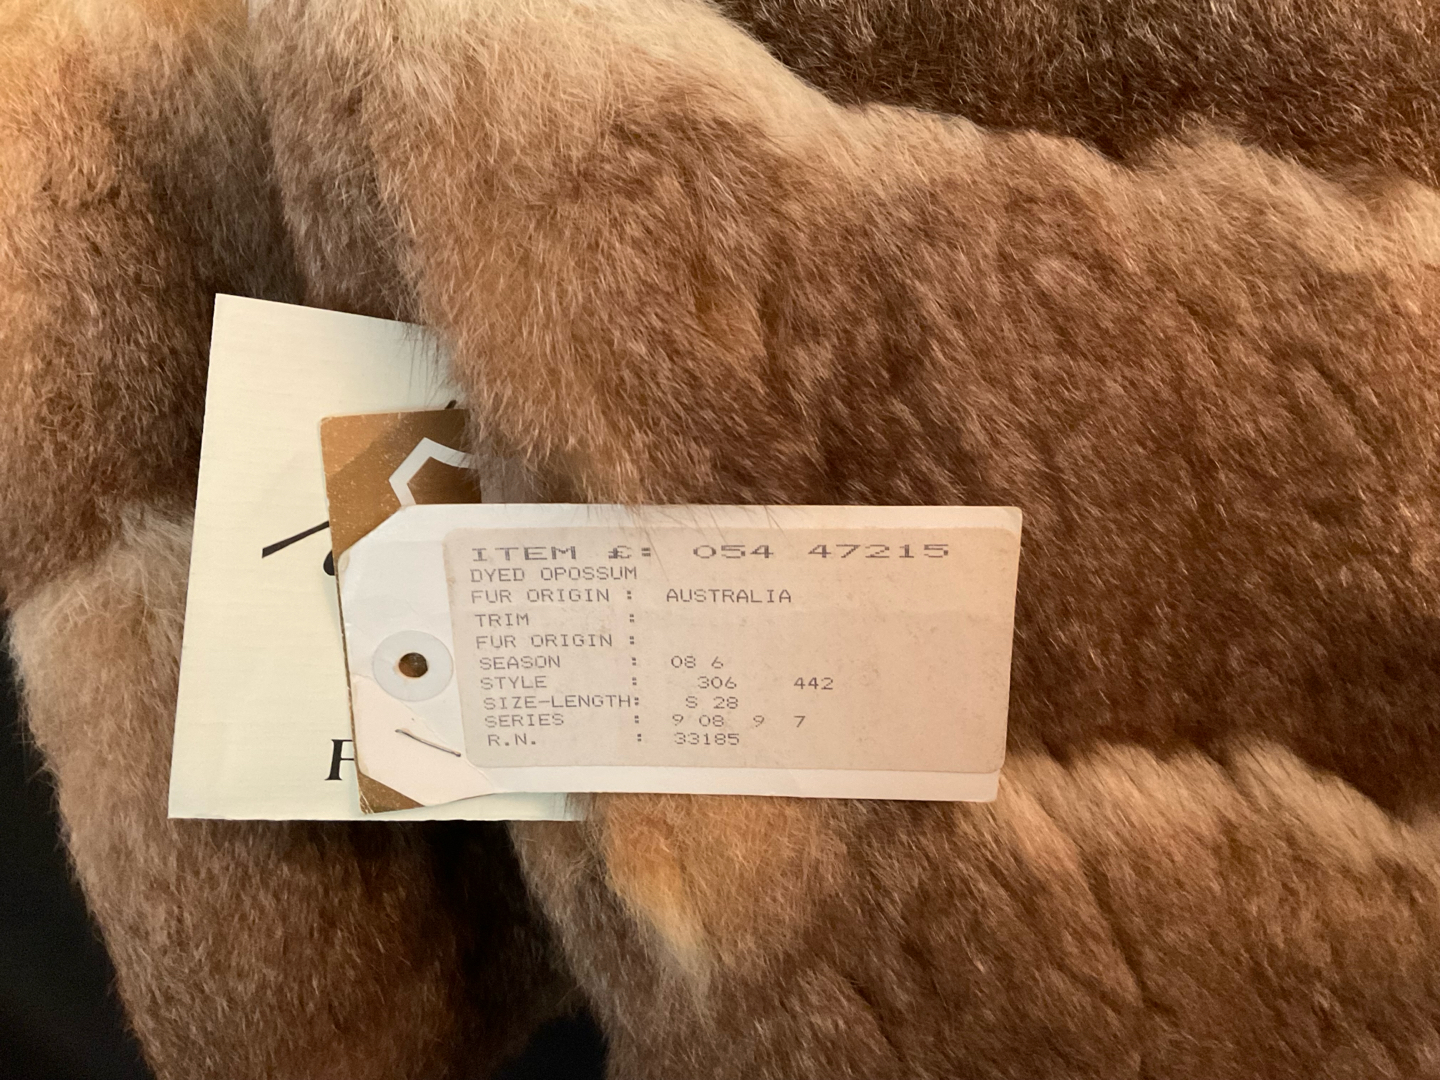 ITEM £: 054 47215
DYED OPOSSUM
FUR ORIGIN : AUSTRALIA
TRIM :
FUR ORIGIN :
SEASON : 08 6
STYLE : 306 442
SIZE-LENGTH: S 28
SERIES : 9 08 9 7
R.N. : 33185
F